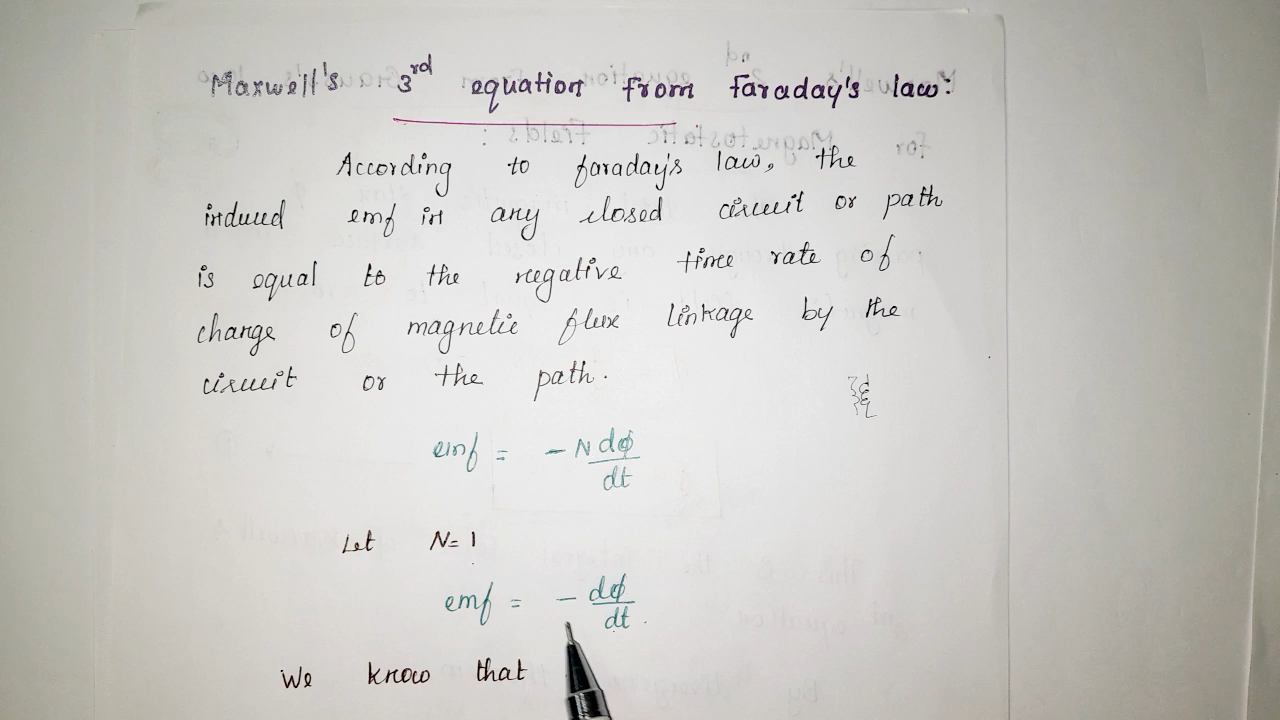 Maxwell's 3rd equation from faraday's law:
According to faraday's law, the
induced emf in any closed circuit or path
is equal to the negative time rate of
change of magnetic flux linkage by the
circuit or the path.
emf = - N dϕ/dt
Let N= 1
emf = - dϕ/dt.
We know that